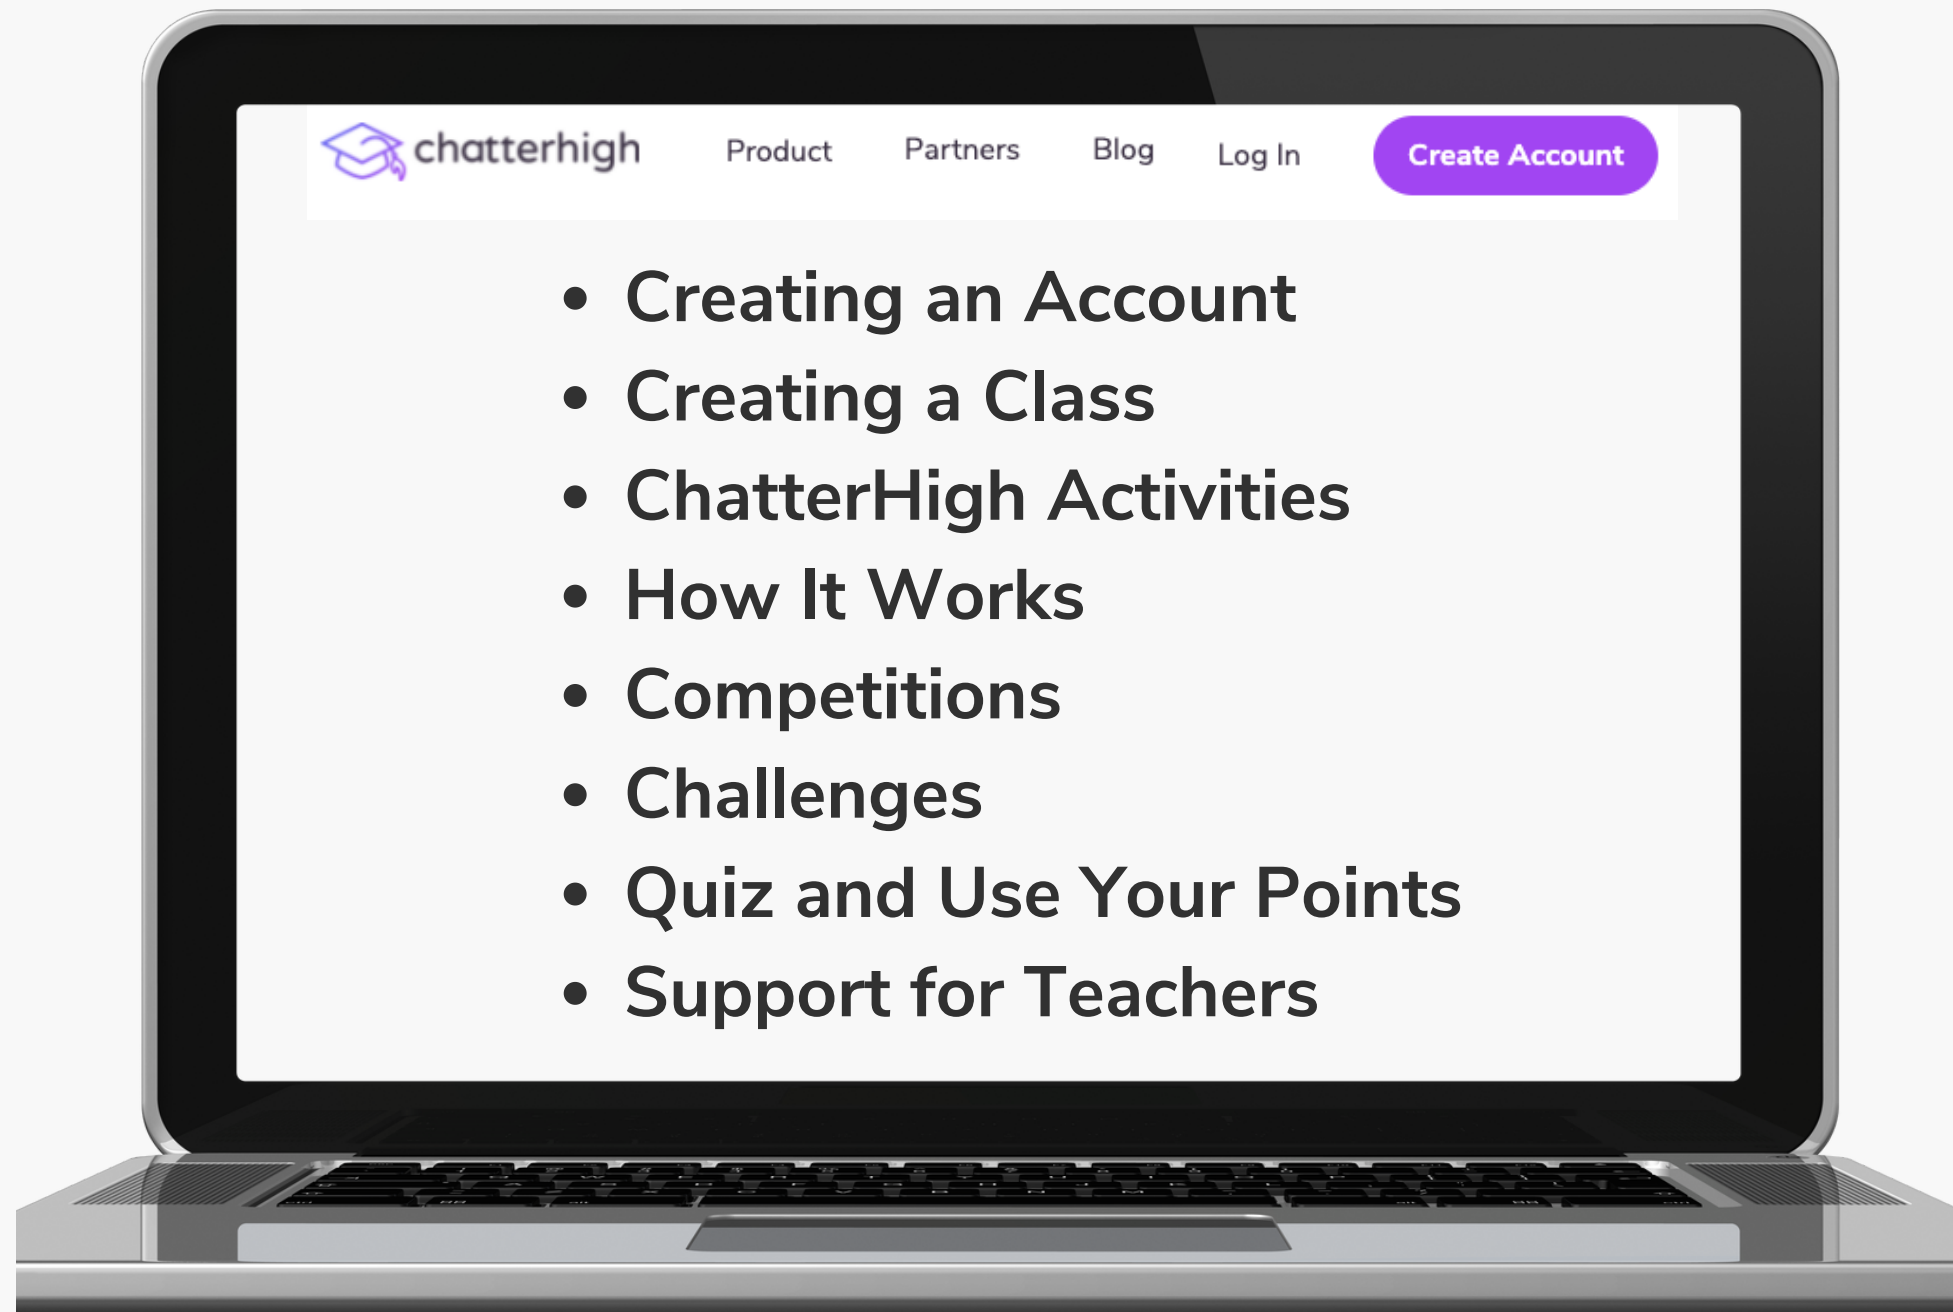 chatterhigh Product Partners Blog Log In Create Account
• Creating an Account
• Creating a Class
• ChatterHigh Activities
• How It Works
• Competitions
• Challenges
• Quiz and Use Your Points
• Support for Teachers